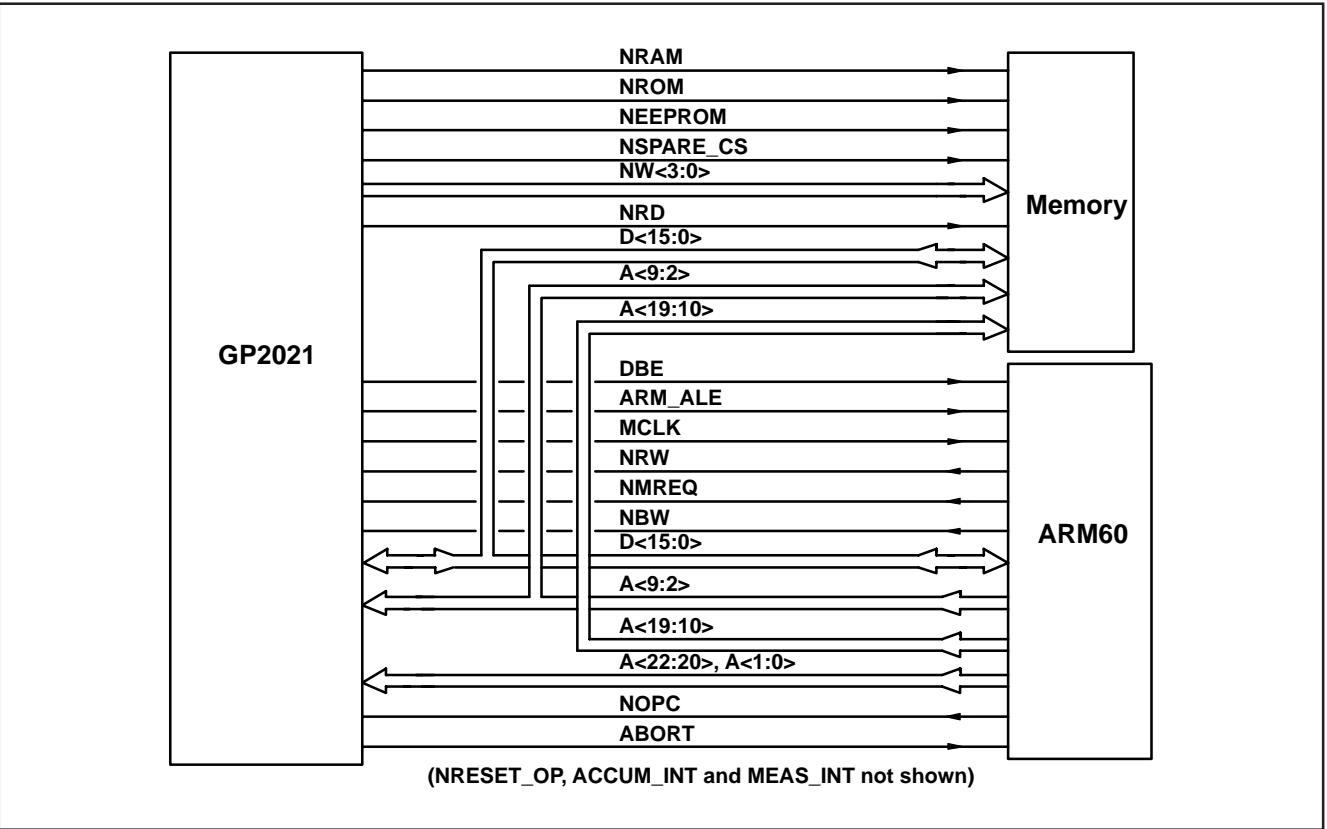 NRAM
NROM
NEEPROM
NSPARE_CS
NW<3:0>
NRD
D<15:0>
A<9:2>
A<19:10>
Memory
GP2021
DBE
ARM_ALE
MCLK
NRW
NMREQ
NBW
D<15:0>
A<9:2>
A<19:10>
A<22:20>, A<1:0>
NOPC
ABORT
ARM60
(NRESET_OP, ACCUM_INT and MEAS_INT not shown)